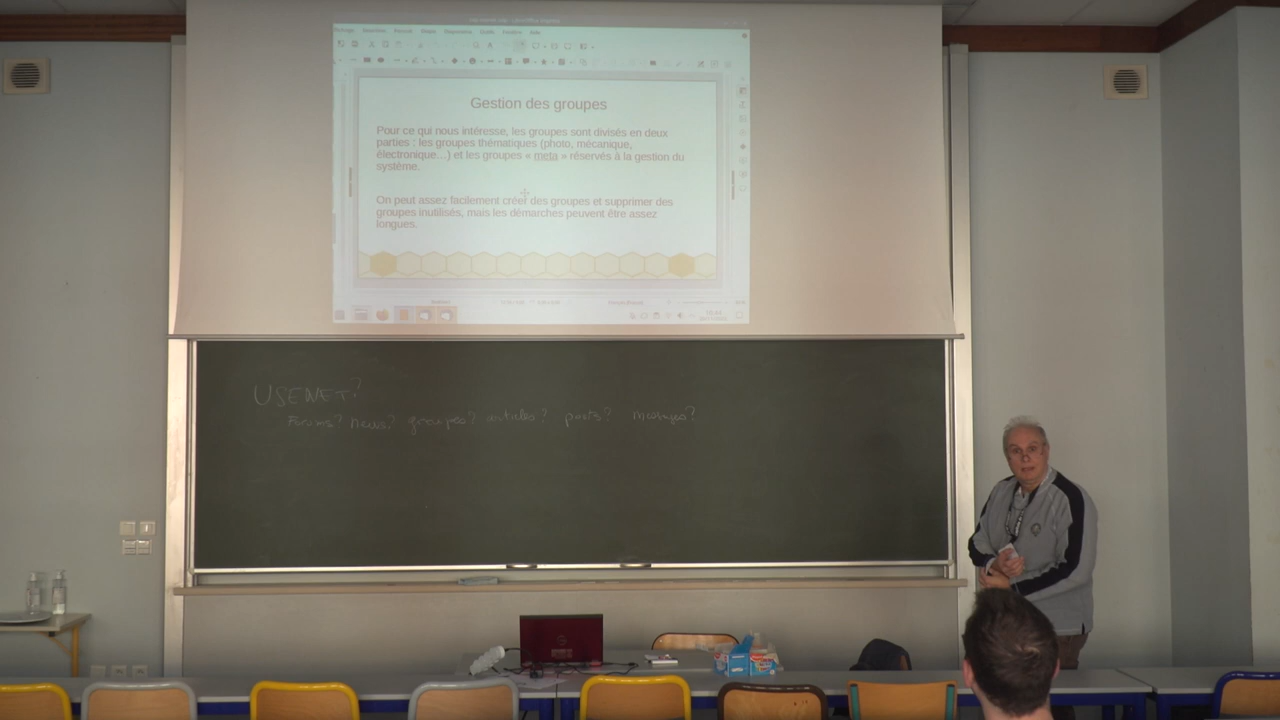 Gestion des groupes
Pour ce qui nous intéresse, les groupes sont divisés en deux
parties : les groupes thématiques (photo, mécanique,
électronique...) et les groupes « meta » réservés à la gestion du
système.
On peut assez facilement créer des groupes et supprimer des
groupes inutilisés, mais les démarches peuvent être assez
longues.
USENET?
Forums? news? groupes? articles? posts? messages?